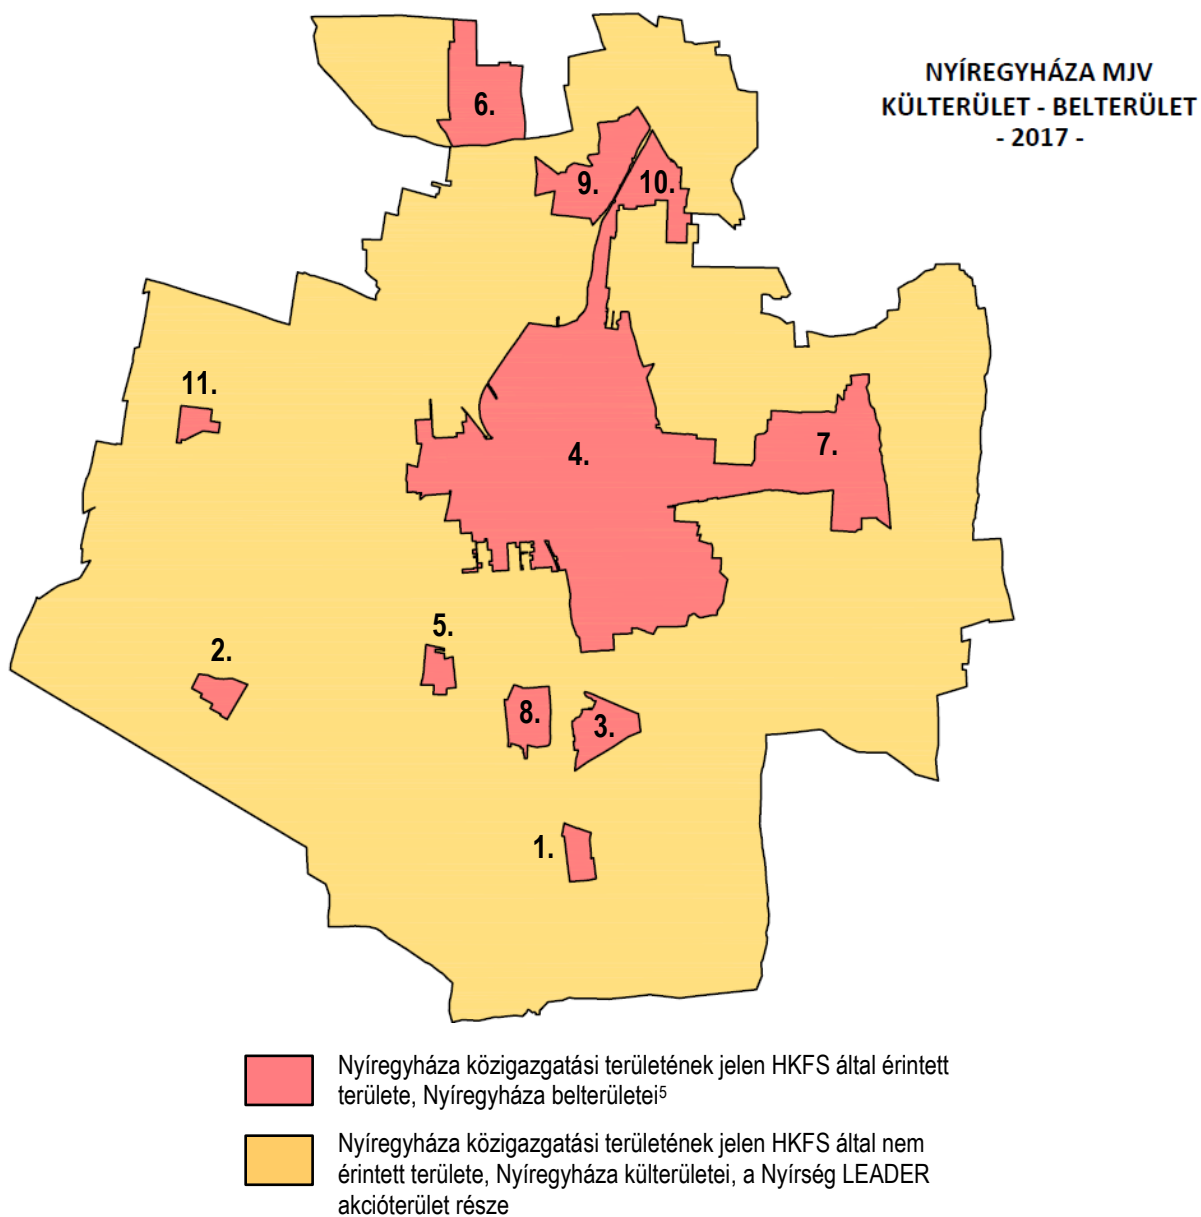 NYÍREGYHÁZA MJV
KÜLTERÜLET - BELTERÜLET
- 2017 -
6.
9.
10.
11.
4.
7.
5.
2.
8.
3.
1.
Nyíregyháza közigazgatási területének jelen HKFS által érintett
területe, Nyíregyháza belterületei⁵
Nyíregyháza közigazgatási területének jelen HKFS által nem
érintett területe, Nyíregyháza külterületei, a Nyírség LEADER
akcióterület része